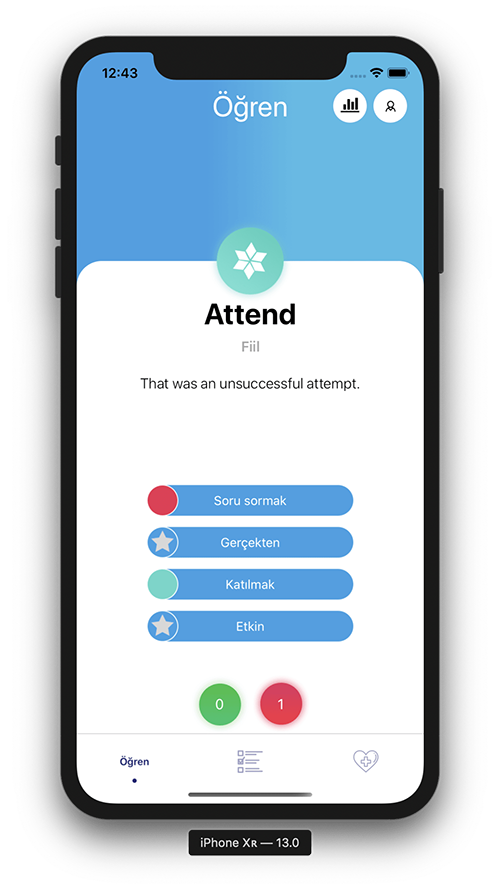 12:43
Öğren
Attend
Fiil
That was an unsuccessful attempt.
Soru sormak
Gerçekten
Katılmak
Etkin
0
1
Öğren
iPhone Xʀ — 13.0